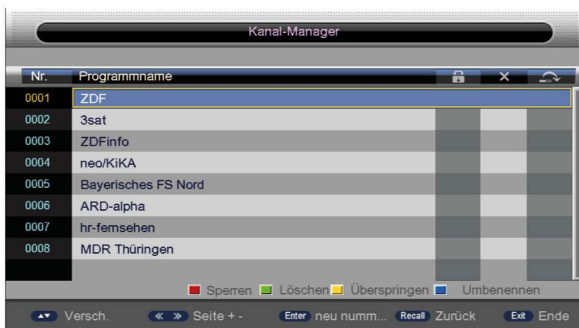 Kanal-Manager
Nr. Programmname
0001 ZDF
0002 3sat
0003 ZDFinfo
0004 neo/KiKA
0005 Bayerisches FS Nord
0006 ARD-alpha
0007 hr-fernsehen
0008 MDR Thüringen
Sperren Löschen Überspringen Umbenennen
Versch. Seite + - Enter neu numm... Recall Zurück Exit Ende